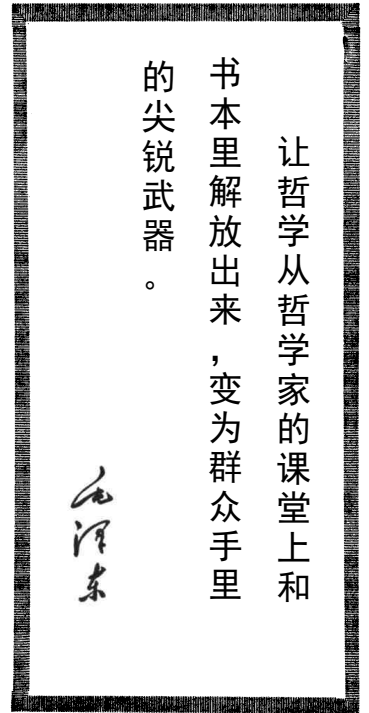 让哲学从哲学家的课堂上和
书本里解放出来，变为群众手里
的尖锐武器。
毛泽东